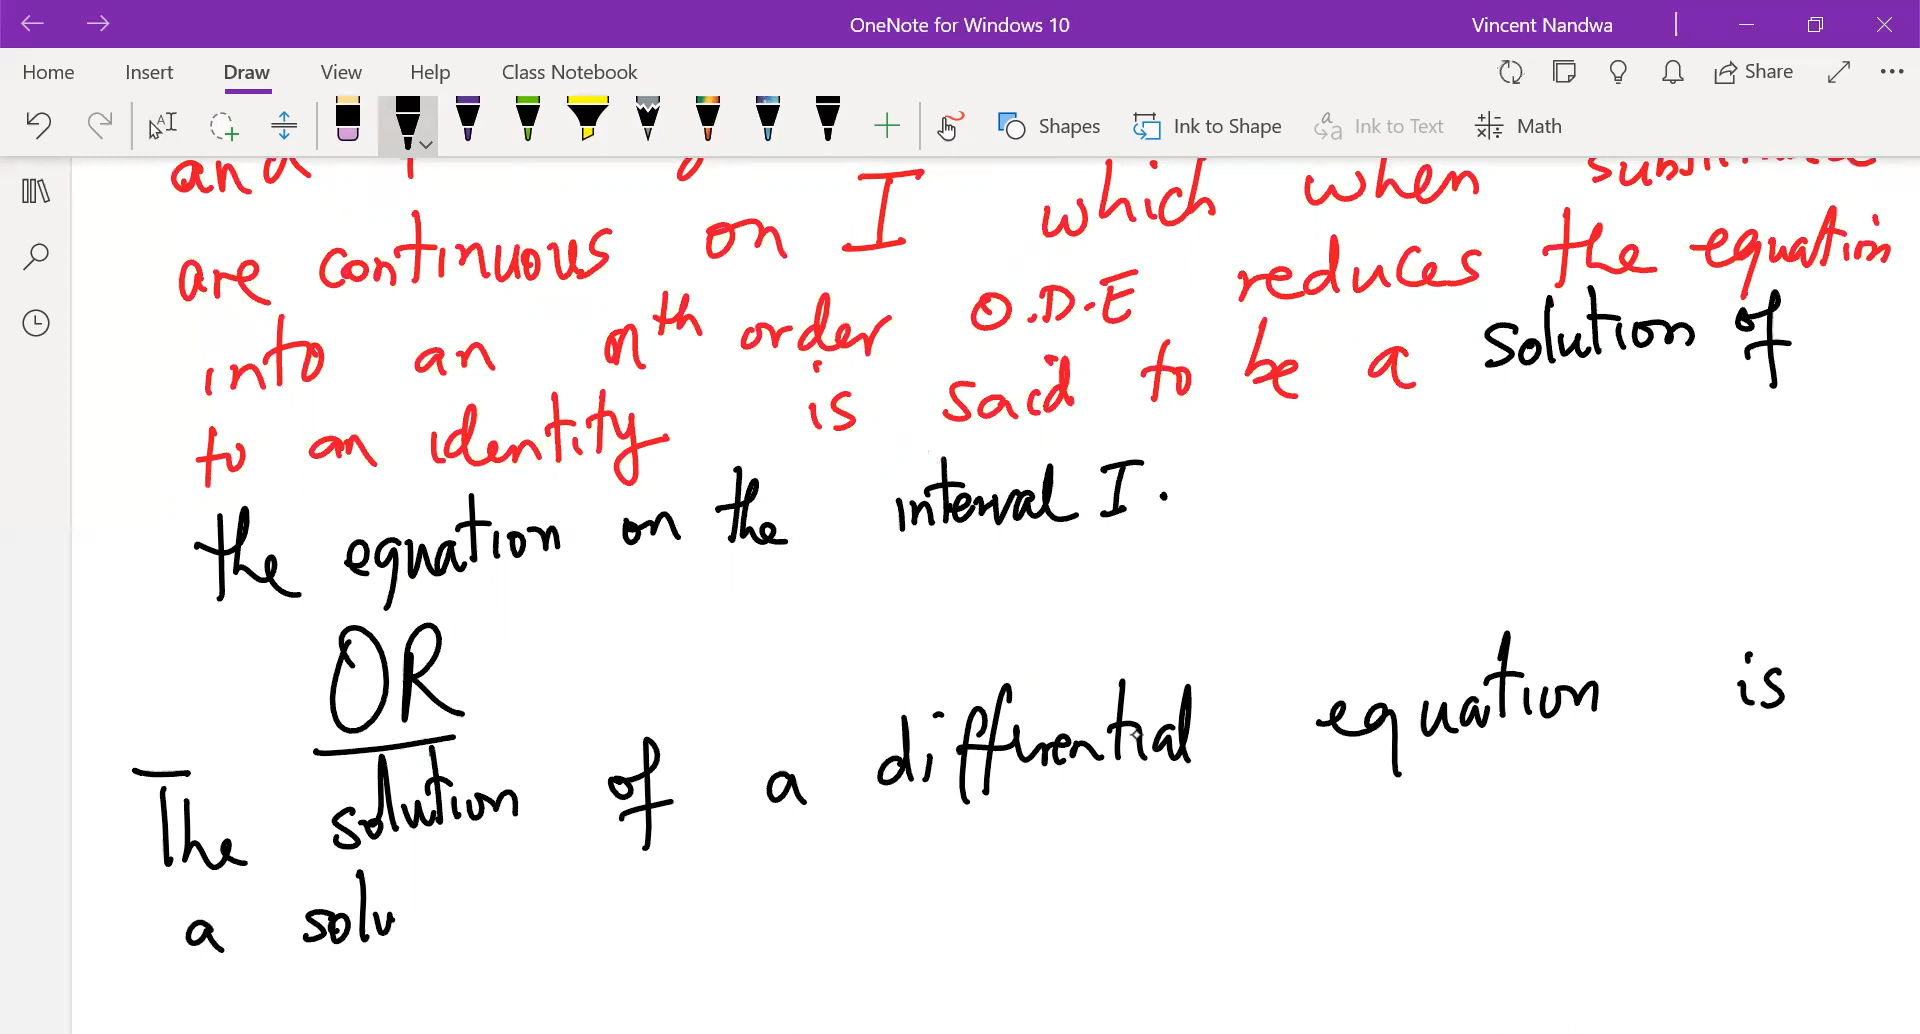 OneNote for Windows 10
Vincent Nandwa
Home Insert Draw View Help Class Notebook
Share
Shapes Ink to Shape Ink to Text Math
and
are continuous on I which when
into an nth order O.D.E reduces the equation
to an identity is said to be a solution of
the equation on the interval I.
OR
The solution of a differential equation is
a solu